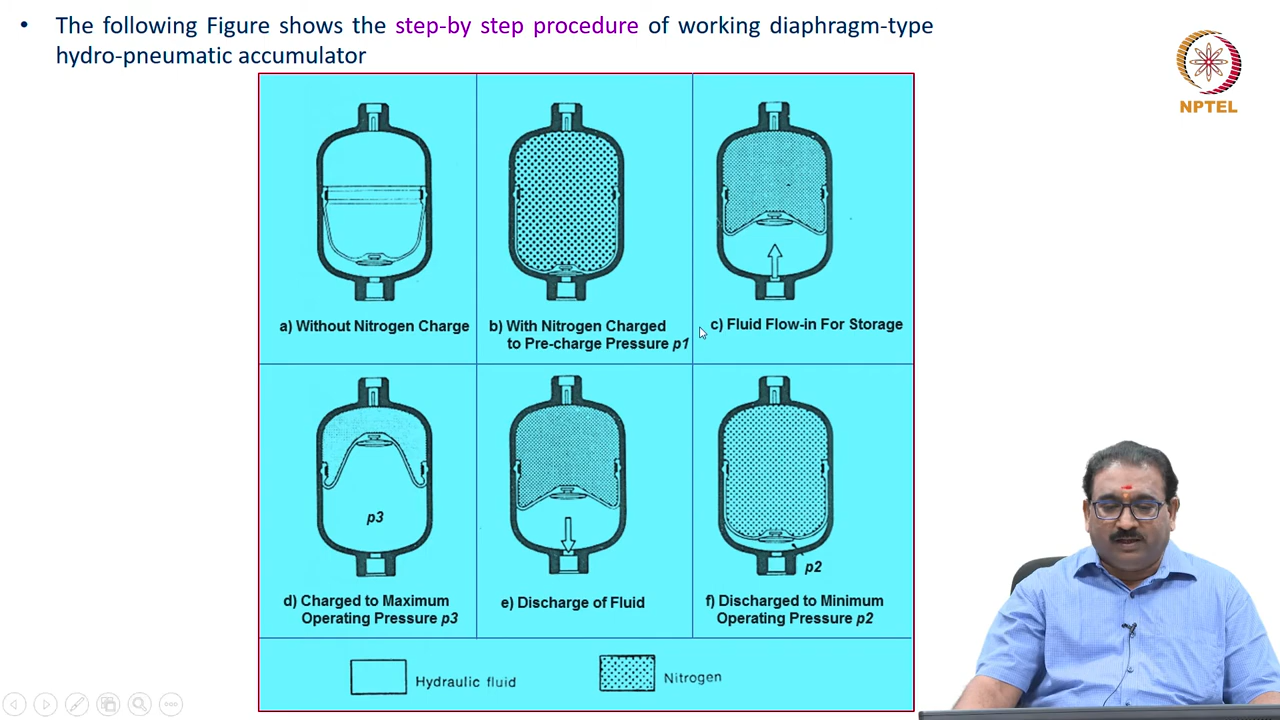 • The following Figure shows the step-by step procedure of working diaphragm-type
hydro-pneumatic accumulator
NPTEL
a) Without Nitrogen Charge
b) With Nitrogen Charged
to Pre-charge Pressure p1
c) Fluid Flow-in For Storage
p3
p2
d) Charged to Maximum
Operating Pressure p3
e) Discharge of Fluid
f) Discharged to Minimum
Operating Pressure p2
Hydraulic fluid
Nitrogen